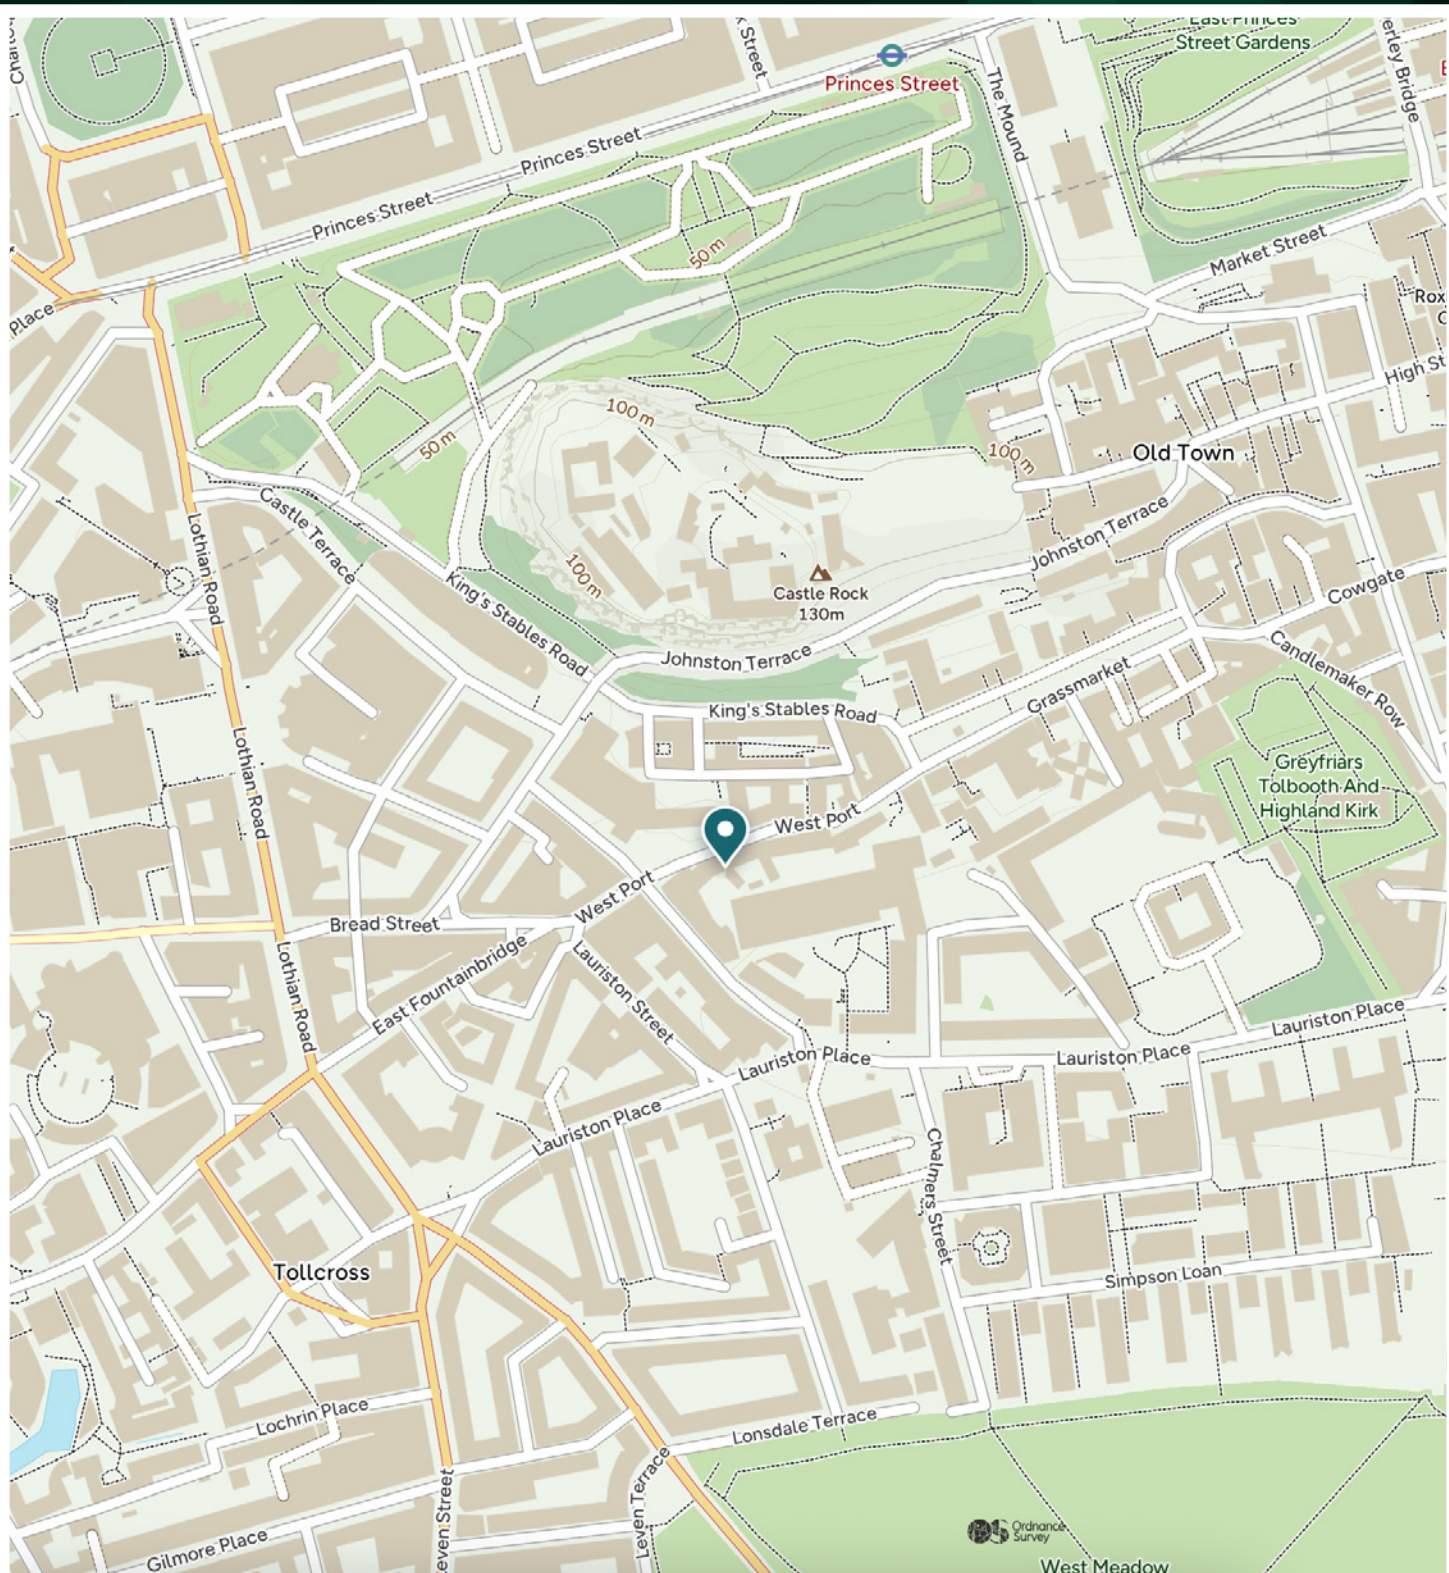 East Princes
Street Gardens
Princes Street
The Mound
Princes Street
Princes Street
50 m
Market Street
Place
High St
100 m
50 m
100 m
Old Town
Castle Terrace
Lothian Road
Johnston Terrace
100 m
Castle Rock
130m
King's Stables Road
Cowgate
Johnston Terrace
Candlemaker Row
Grassmarket
King's Stables Road
Lothian Road
Greyfriars
Tolbooth And
Highland Kirk
West Port
West Port
Bread Street
East Fountainbridge
Lauriston Street
Lothian Road
Lauriston Place
Lauriston Place
Lauriston Place
Lauriston Place
Chalmers Street
Tollcross
Simpson Loan
Lochrin Place
Lonsdale Terrace
Leven Terrace
even Street
Gilmore Place
OS Ordnance
Survey
West Meadow